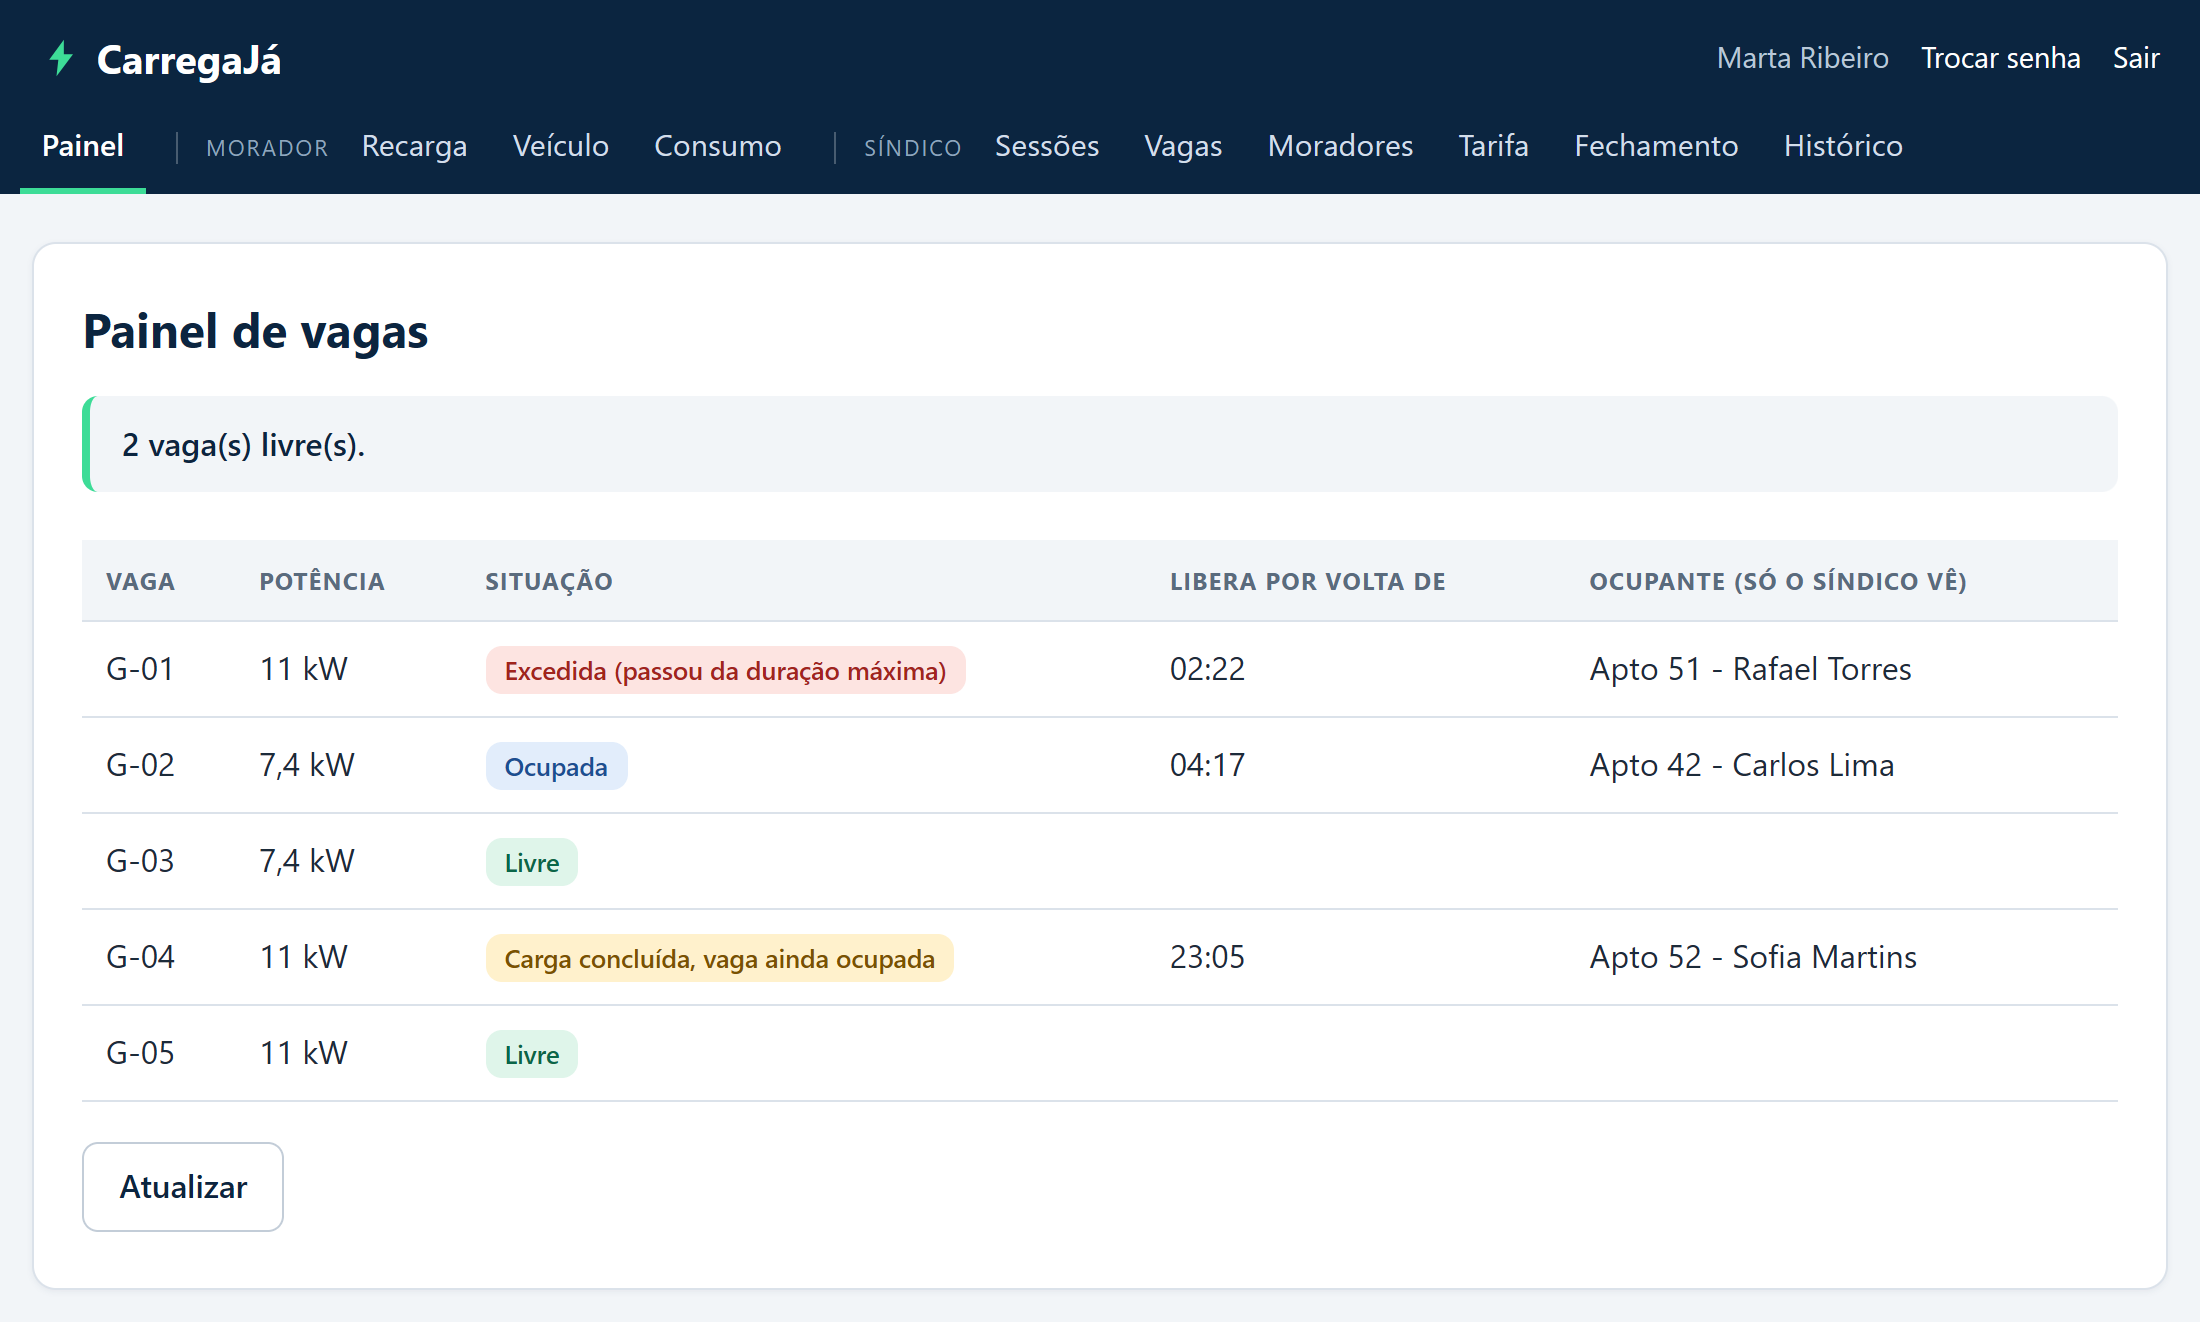 CarregaJá
Marta Ribeiro Trocar senha Sair
Painel MORADOR Recarga Veículo Consumo SÍNDICO Sessões Vagas Moradores Tarifa Fechamento Histórico
Painel de vagas
2 vaga(s) livre(s).
VAGA POTÊNCIA SITUAÇÃO LIBERA POR VOLTA DE OCUPANTE (SÓ O SÍNDICO VÊ)
G-01 11 kW Excedida (passou da duração máxima) 02:22 Apto 51 - Rafael Torres
G-02 7,4 kW Ocupada 04:17 Apto 42 - Carlos Lima
G-03 7,4 kW Livre
G-04 11 kW Carga concluída, vaga ainda ocupada 23:05 Apto 52 - Sofia Martins
G-05 11 kW Livre
Atualizar